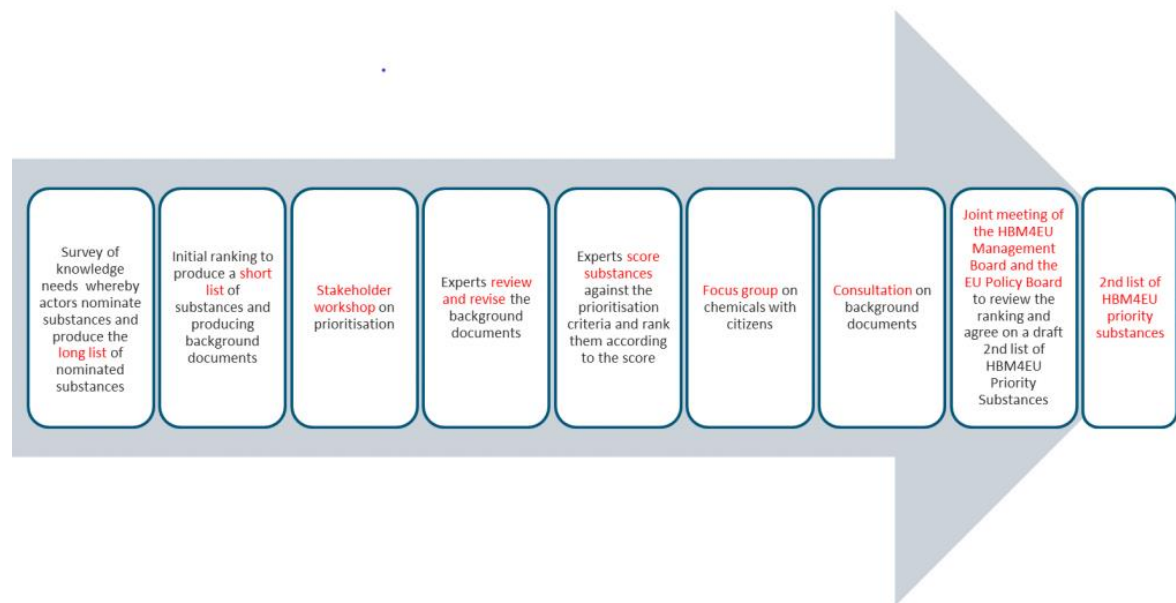 Survey of
knowledge
needs whereby
actors nominate
substances and
produce the
long list of
nominated
substances
Initial ranking to
produce a short
list of
substances and
producing
background
documents
Stakeholder
workshop on
prioritisation
Experts review
and revise the
background
documents
Experts score
substances
against the
prioritisation
criteria and rank
them according
to the score
Focus group on
chemicals with
citizens
Consultation on
background
documents
Joint meeting of
the HBM4EU
Management
Board and the
EU Policy Board
to review the
ranking and
agree on a draft
2nd list of
HBM4EU
Priority
Substances
2nd list of
HBM4EU
priority
substances